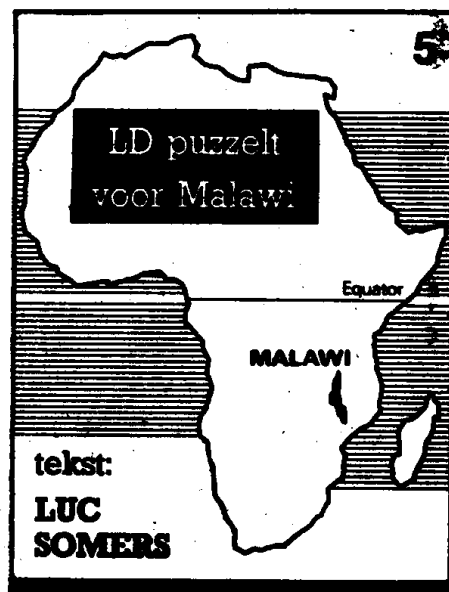 5
LD puzzelt
voor Malawi
Equator
MALAWI
tekst:
LUC
SOMERS